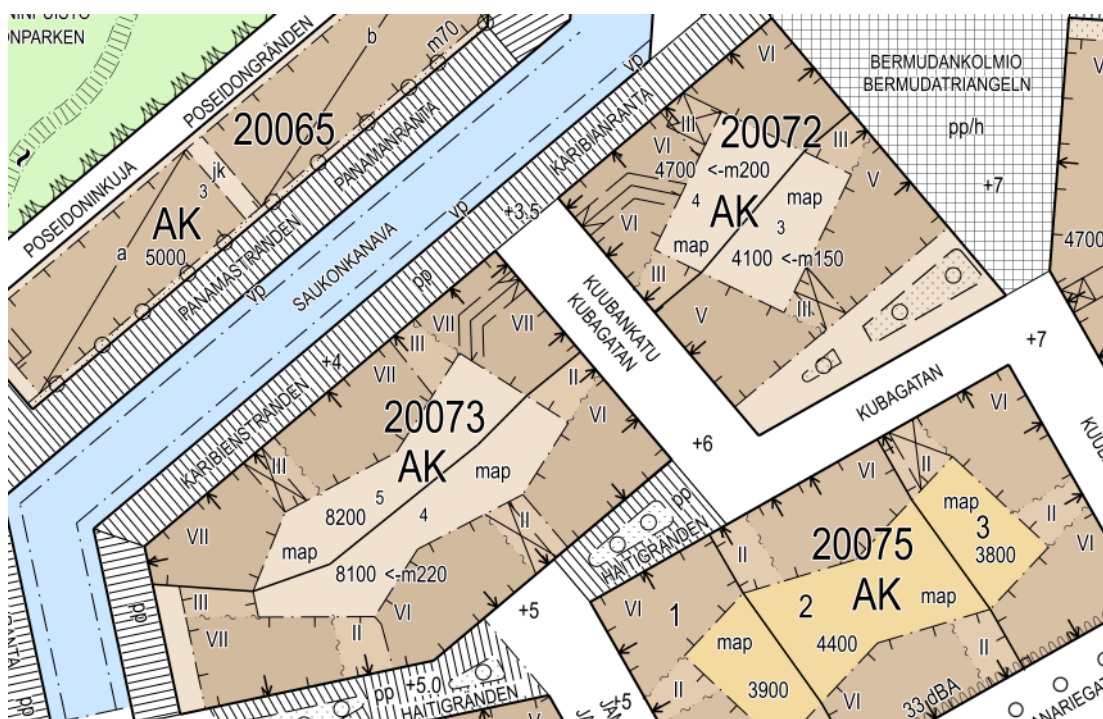 ONPARKEN
POSEIDONGRÄNDEN
b
m70
20065
PANAMANRANTA
vp
KARIBIANRANTA
VI
BERMUDANKOLMIO
BERMUDATRIANGELN
pp/h
+7
4700
POSEIDONINKUJA
jk
3
AK
a
5000
PANAMASTRANDEN
vp
SAUKONKANAVA
vp
+3.5
pp
III
VI
20072
III
4700 <-m200
4
AK
map
V
VI
map
3
4100 <-m150
III
III
V
KUUBANKATU
KUBAGATAN
KARIBIENSTRANDEN
+4
VII
VII
III
VII
II
VI
20073
AK
map
III
5
8200
4
VII
map
8100 <-m220
II
III
VII
VI
II
pp
pp
+6
KUBAGATAN
+7
pp
HAITIGRÄNDEN
+5
pp
+5.0
HAITIGRÄNDEN
VI
VI
II
map
3
3800
II
VI
II
20075
AK
map
VI
1
2
map
4400
II
3900
II
VI
33 dBA
+5